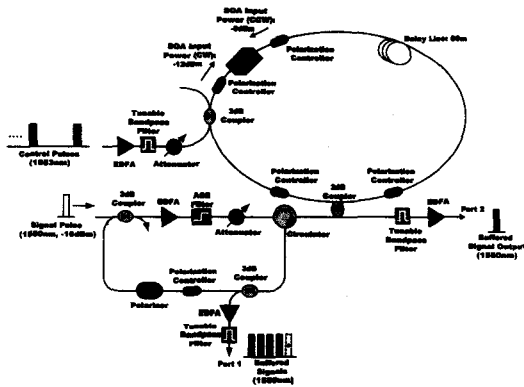 SOA Input
Power (CCW):
-9dBm
SOA Input
Power (CW):
-12dBm
Polarization
Controller
Delay Line: 80m
Polarization
Controller
Tunable
Bandpass
Filter
3dB
Coupler
Control Pulses
(1553nm)
EDFA
Attenuator
Polarization
Controller
Polarization
Controller
3dB
Coupler
3dB
Coupler
EDFA
ASE
Filter
EDFA
Port 2
Signal Pulse
(1550nm, -16dBm)
Attenuator
Circulator
Tunable
Bandpass
Filter
Buffered
Signal Output
(1550nm)
Polarization
Controller
3dB
Coupler
Polarizer
EDFA
Tunable
Bandpass
Filter
Port 1
Buffered
Signals
(1550nm)